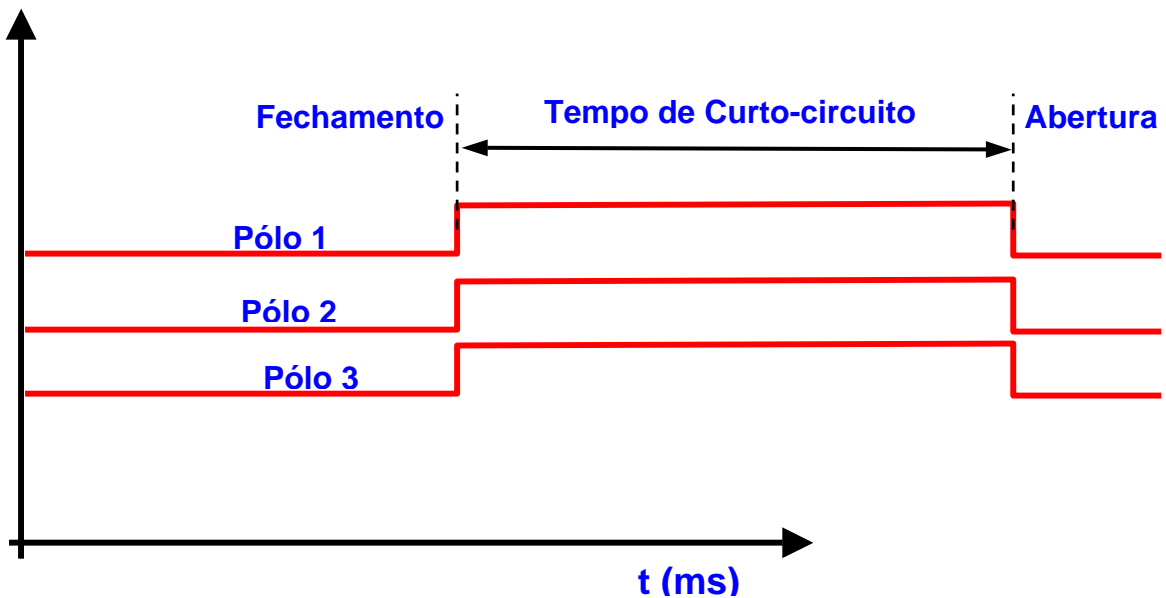 Fechamento
Tempo de Curto-circuito
Abertura
Pólo 1
Pólo 2
Pólo 3
t (ms)